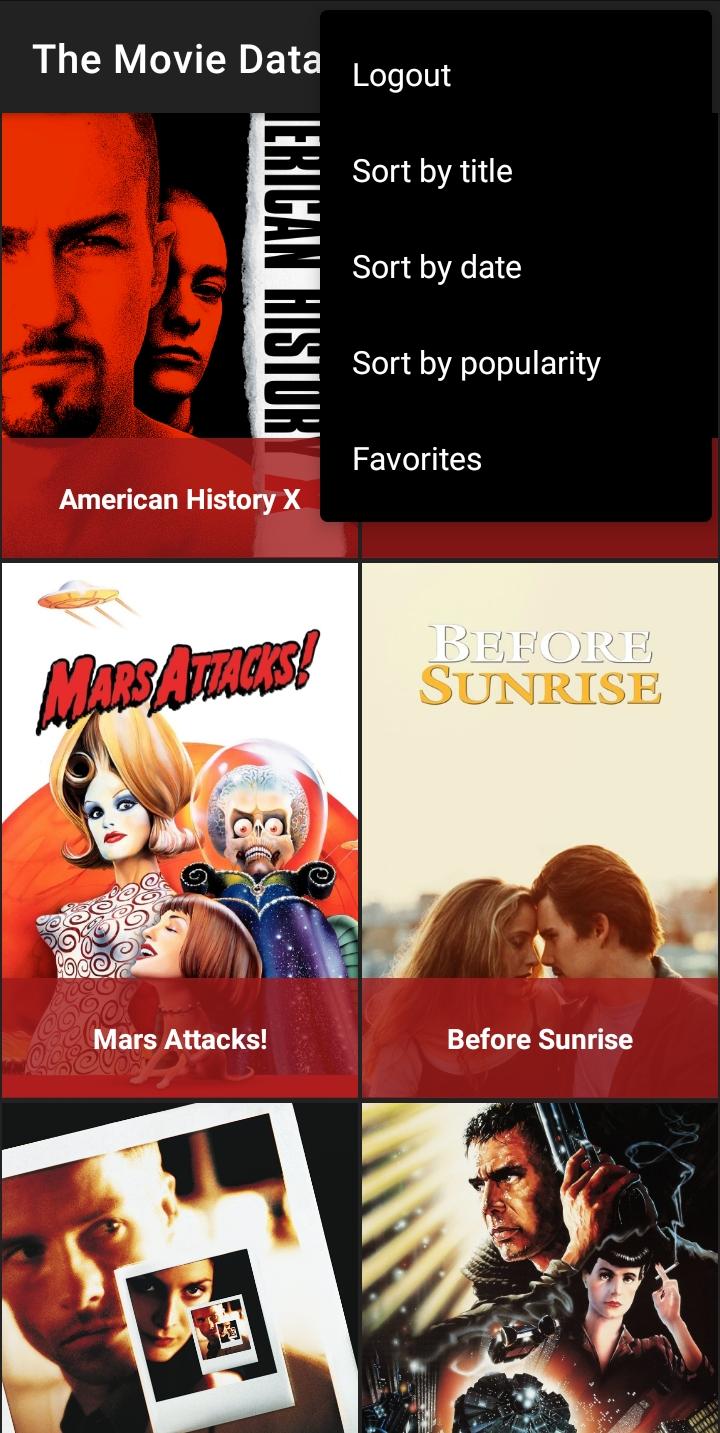 The Movie Data
Logout
Sort by title
Sort by date
Sort by popularity
Favorites
ERICAN HISTORY
American History X
MARS ATTACKS!
BEFORE
SUNRISE
Mars Attacks!
Before Sunrise